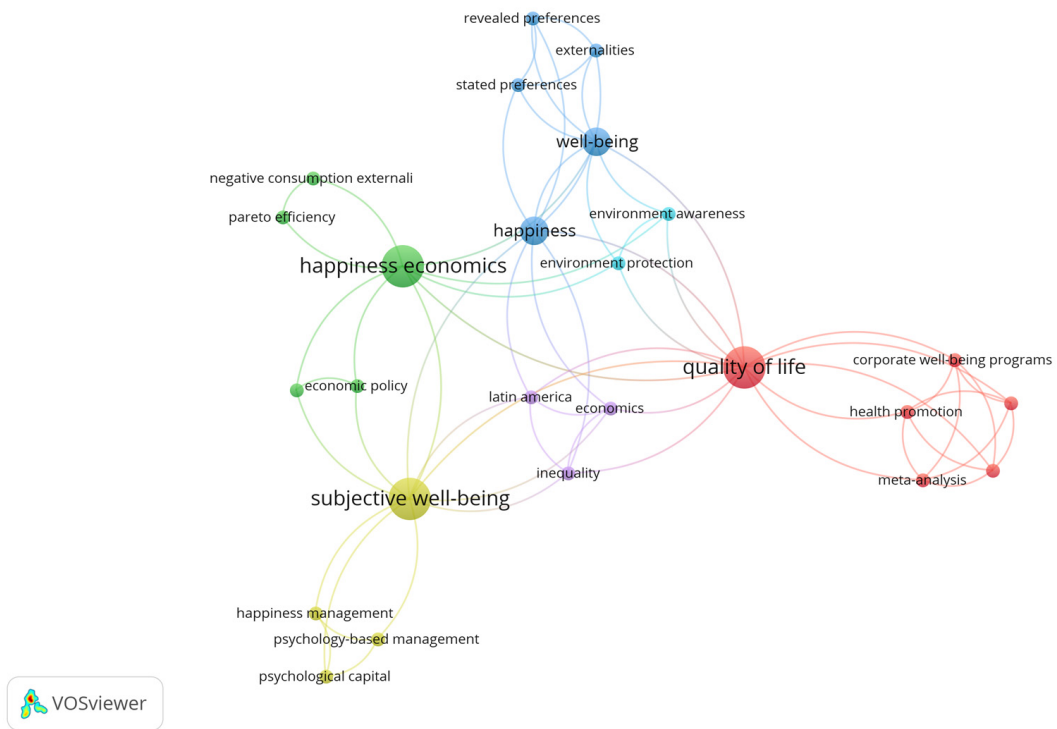 revealed preferences
externalities
stated preferences
well-being
negative consumption externali
environment awareness
pareto efficiency
happiness
environment protection
happiness economics
corporate well-being programs
quality of life
economic policy
latin america
economics
health promotion
inequality
meta-analysis
subjective well-being
happiness management
psychology-based management
psychological capital
VOSviewer